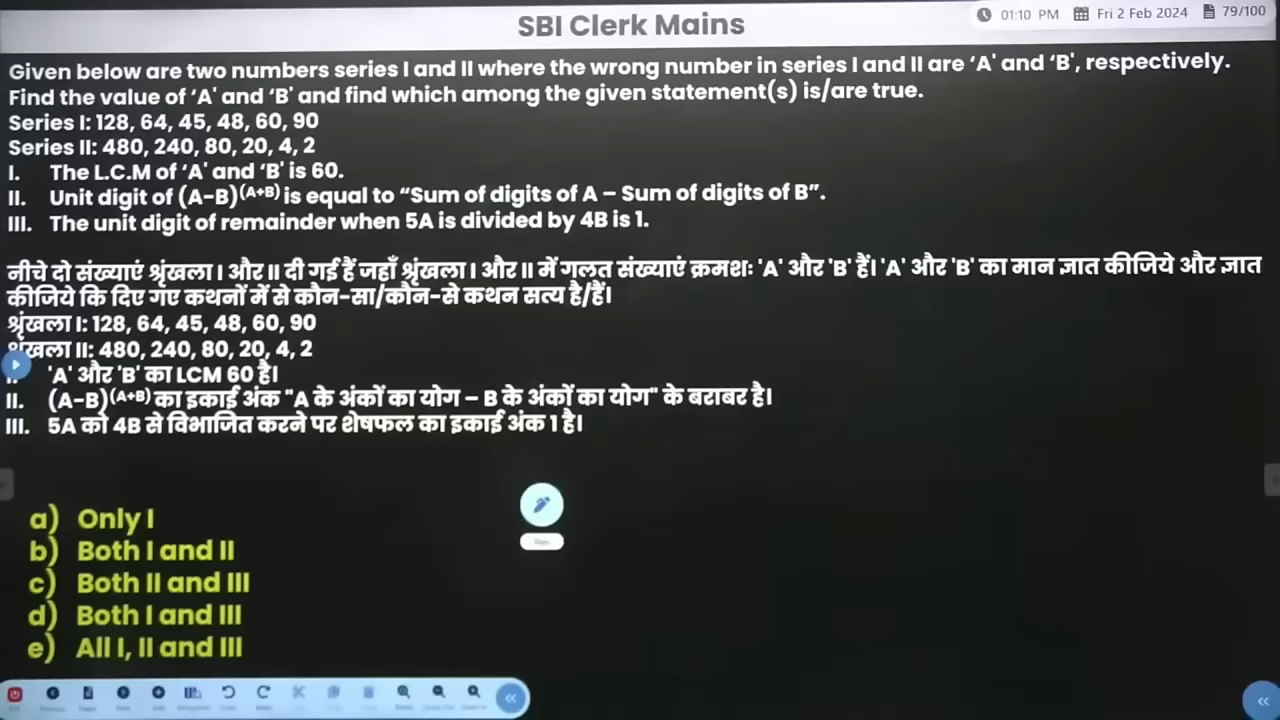 SBI Clerk Mains
01:10 PM Fri 2 Feb 2024 79/100
Given below are two numbers series I and II where the wrong number in series I and II are ‘A' and ‘B', respectively.
Find the value of ‘A' and ‘B' and find which among the given statement(s) is/are true.
Series I: 128, 64, 45, 48, 60, 90
Series II: 480, 240, 80, 20, 4, 2
I. The L.C.M of ‘A' and ‘B' is 60.
II. Unit digit of (A-B)^(A+B) is equal to “Sum of digits of A – Sum of digits of B”.
III. The unit digit of remainder when 5A is divided by 4B is 1.
नीचे दो संख्याएं श्रृंखला I और II दी गई हैं जहाँ श्रृंखला I और II में गलत संख्याएं क्रमशः 'A' और 'B' हैं। 'A' और 'B' का मान ज्ञात कीजिये और ज्ञात
कीजिये कि दिए गए कथनों में से कौन-सा/कौन-से कथन सत्य है/हैं।
श्रृंखला I: 128, 64, 45, 48, 60, 90
श्रृंखला II: 480, 240, 80, 20, 4, 2
I. 'A' और 'B' का LCM 60 है।
II. (A-B)^(A+B) का इकाई अंक "A के अंकों का योग – B के अंकों का योग" के बराबर है।
III. 5A को 4B से विभाजित करने पर शेषफल का इकाई अंक 1 है।
a) Only I
b) Both I and II
c) Both II and III
d) Both I and III
e) All I, II and III